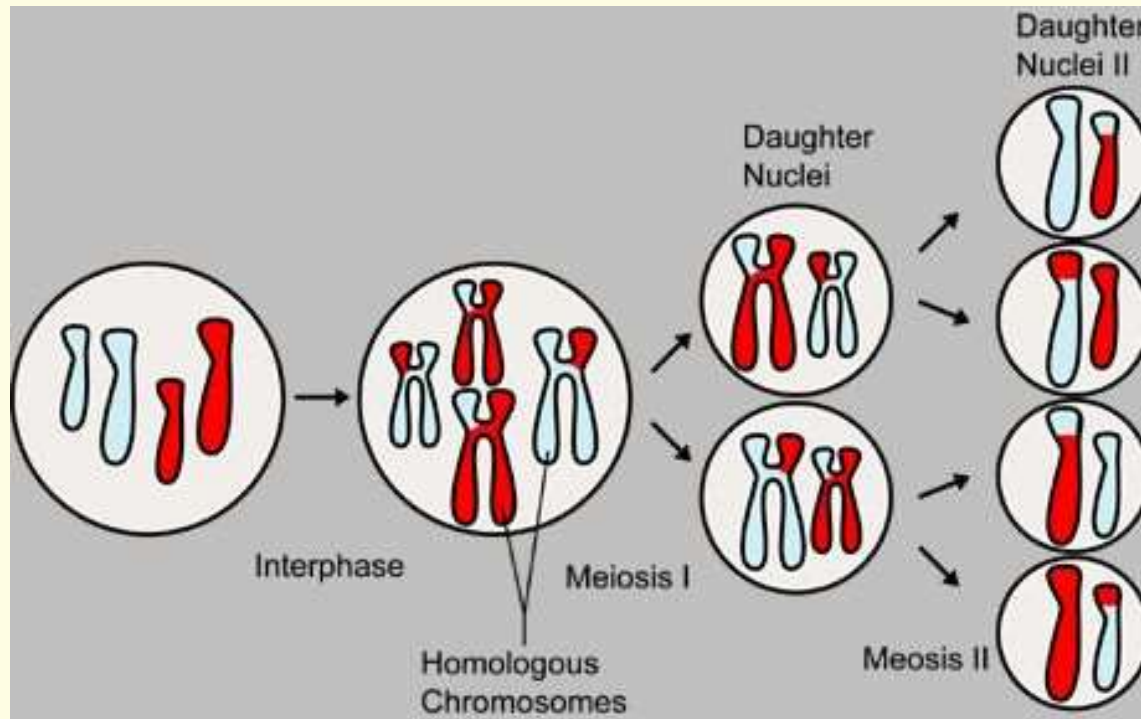 Daughter
Nuclei II
Daughter
Nuclei
Interphase
Meiosis I
Homologous
Chromosomes
Meosis II